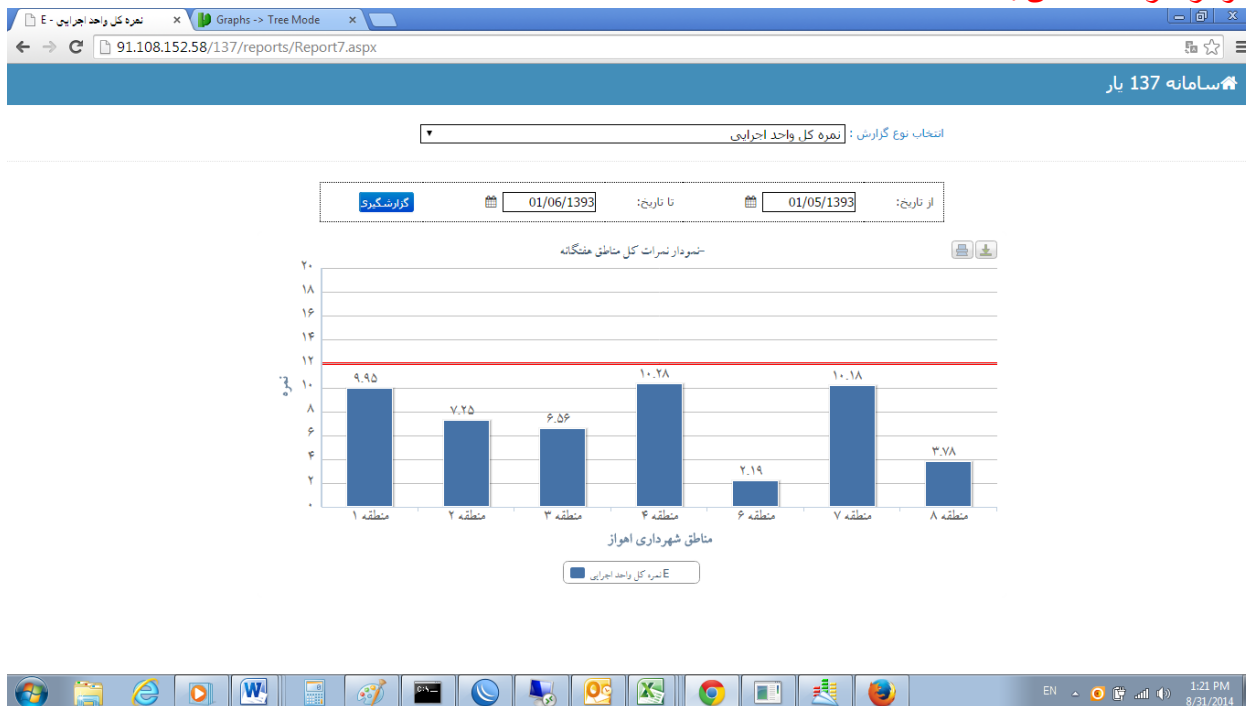 نمره کل واحد اجرایی - E
Graphs -> Tree Mode
91.108.152.58/137/reports/Report7.aspx
سامانه 137 یار
انتخاب نوع گزارش : نمره کل واحد اجرایی
از تاریخ: 01/05/1393 تا تاریخ: 01/06/1393 گزارشگیری
-نمودار نمرات کل مناطق هفتگانه
۲۰
۱۸
۱۶
۱۴
۱۲
۱۰
۸
۶
۴
۲
۰
نمره
۹.۹۵ ۷.۲۵ ۶.۵۶ ۱۰.۲۸ ۲.۱۹ ۱۰.۱۸ ۳.۷۸
منطقه ۱ منطقه ۲ منطقه ۳ منطقه ۴ منطقه ۶ منطقه ۷ منطقه ۸
مناطق شهرداری اهواز
E نمره کل واحد اجرایی
EN
1:21 PM
8/31/2014